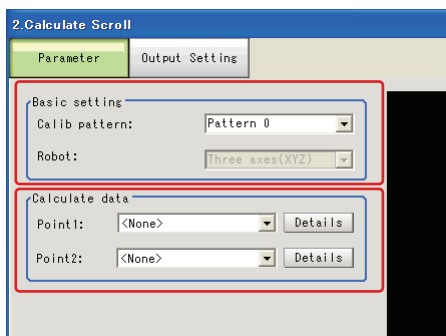 2.Calculate Scroll
Parameter
Output Setting
Basic setting
Calib pattern: Pattern 0
Robot: Three axes(XYZ)
Calculate data
Point1: <None> Details
Point2: <None> Details